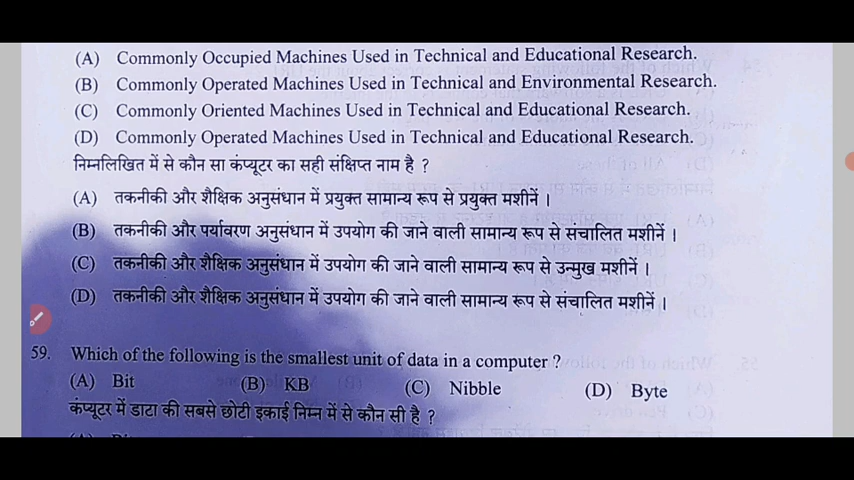 (A) Commonly Occupied Machines Used in Technical and Educational Research.
(B) Commonly Operated Machines Used in Technical and Environmental Research.
(C) Commonly Oriented Machines Used in Technical and Educational Research.
(D) Commonly Operated Machines Used in Technical and Educational Research.
निम्नलिखित में से कौन सा कंप्यूटर का सही संक्षिप्त नाम है ?
(A) तकनीकी और शैक्षिक अनुसंधान में प्रयुक्त सामान्य रूप से प्रयुक्त मशीनें ।
(B) तकनीकी और पर्यावरण अनुसंधान में उपयोग की जाने वाली सामान्य रूप से संचालित मशीनें ।
(C) तकनीकी और शैक्षिक अनुसंधान में उपयोग की जाने वाली सामान्य रूप से उन्मुख मशीनें ।
(D) तकनीकी और शैक्षिक अनुसंधान में उपयोग की जाने वाली सामान्य रूप से संचालित मशीनें ।
59. Which of the following is the smallest unit of data in a computer ?
(A) Bit (B) KB (C) Nibble (D) Byte
कंप्यूटर में डाटा की सबसे छोटी इकाई निम्न में से कौन सी है ?